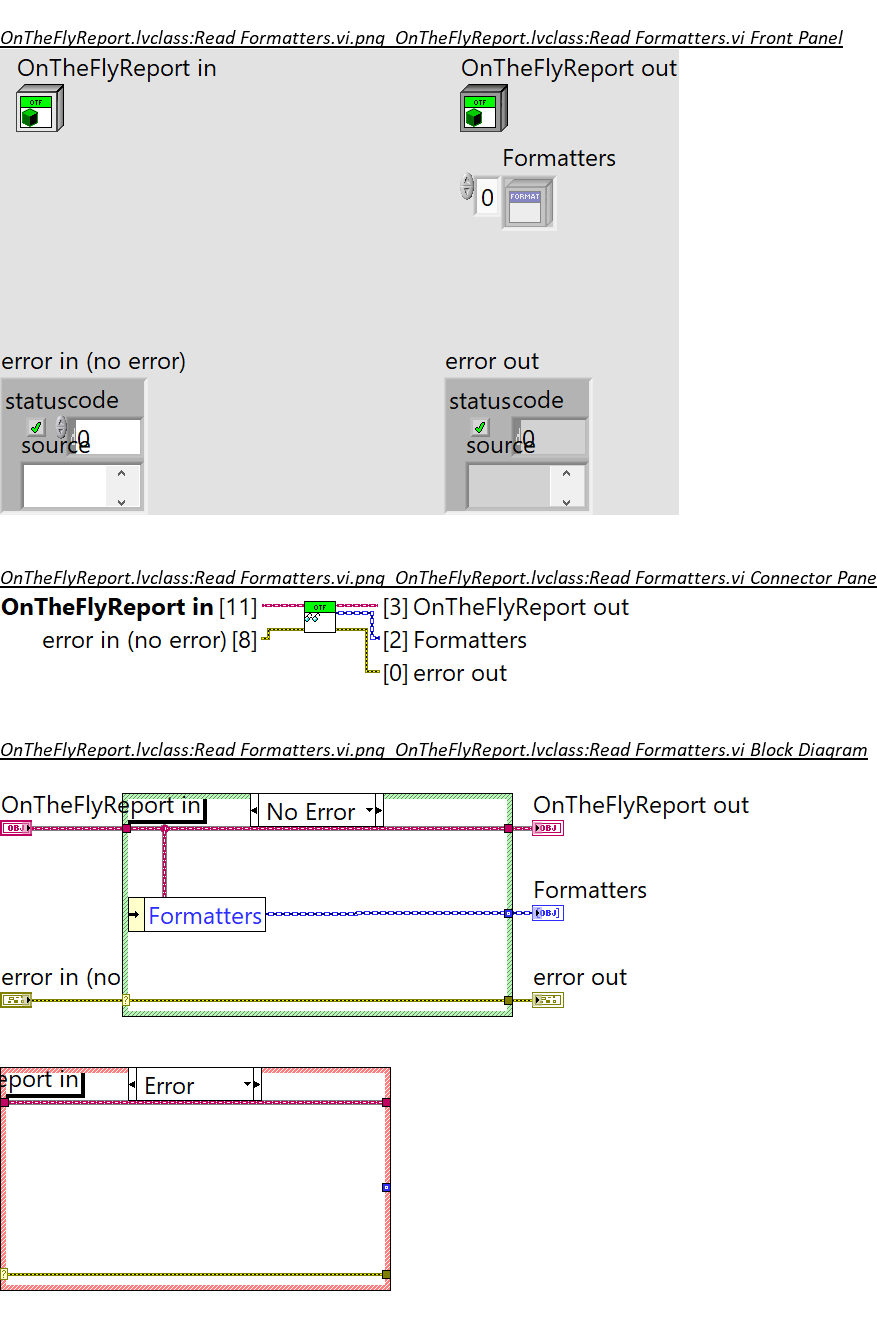 OnTheFlyReport.lvclass:Read Formatters.vi.png OnTheFlyReport.lvclass:Read Formatters.vi Front Panel
OnTheFlyReport in OnTheFlyReport out
OTF OTF
Formatters
0 FORMAT
error in (no error) error out
status code status code
0 0
source source
OnTheFlyReport.lvclass:Read Formatters.vi.png OnTheFlyReport.lvclass:Read Formatters.vi Connector Pane
OnTheFlyReport in [11] OTF [3] OnTheFlyReport out
error in (no error) [8] [2] Formatters
[0] error out
OnTheFlyReport.lvclass:Read Formatters.vi.png OnTheFlyReport.lvclass:Read Formatters.vi Block Diagram
OnTheFlyReport in No Error OnTheFlyReport out
OBJ OBJ
Formatters
Formatters OBJ
error in (no error out
?
eport in Error
?